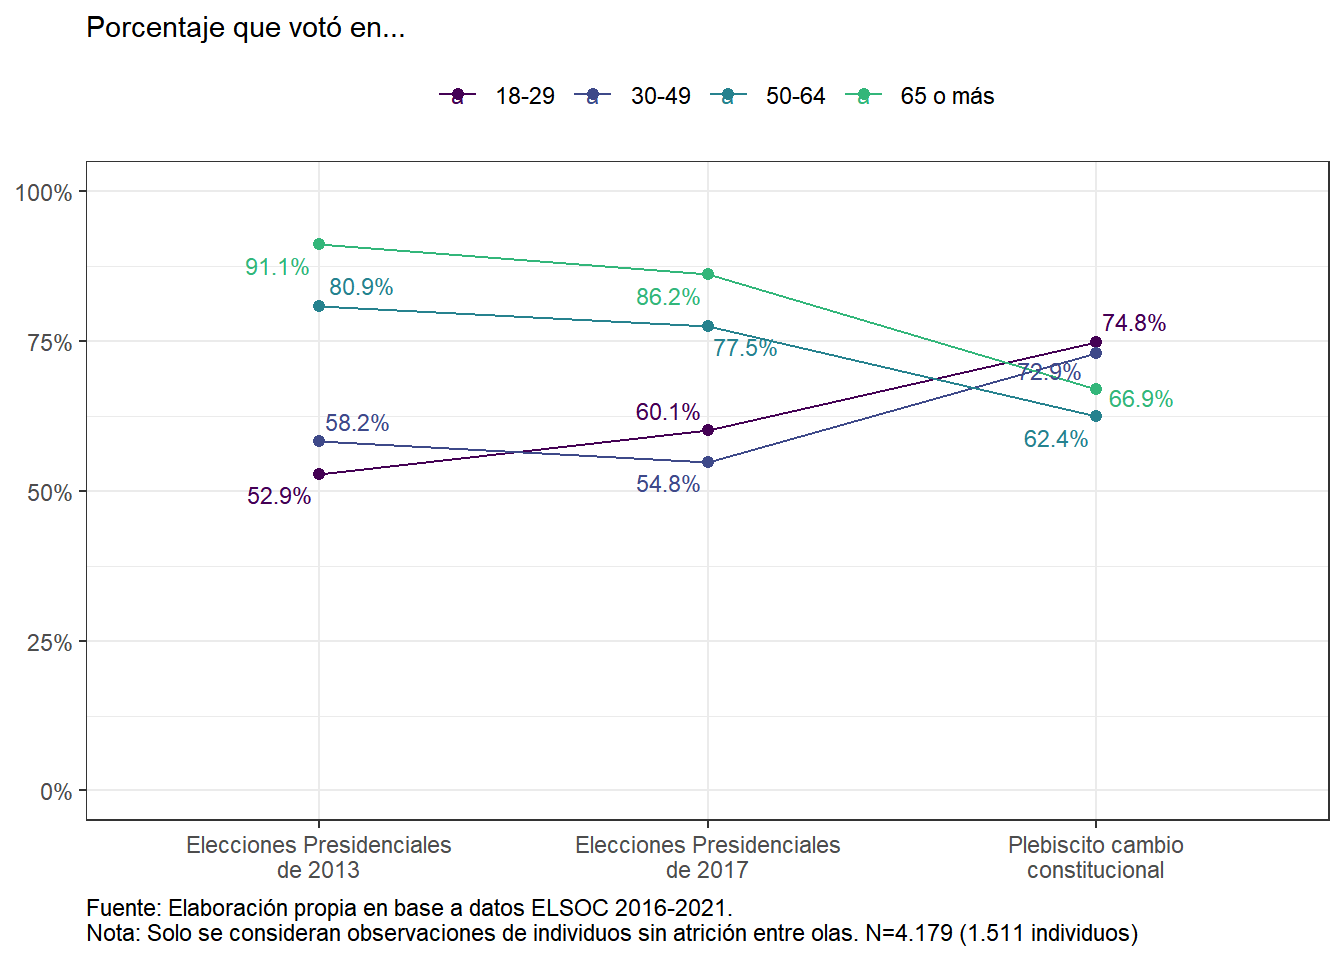 Porcentaje que votó en...
a 18-29 a 30-49 a 50-64 a 65 o más
100%
75%
50%
25%
0%
91.1%
80.9%
58.2%
52.9%
86.2%
77.5%
60.1%
54.8%
74.8%
72.9%
66.9%
62.4%
Elecciones Presidenciales
de 2013
Elecciones Presidenciales
de 2017
Plebiscito cambio
constitucional
Fuente: Elaboración propia en base a datos ELSOC 2016-2021.
Nota: Solo se consideran observaciones de individuos sin atrición entre olas. N=4.179 (1.511 individuos)